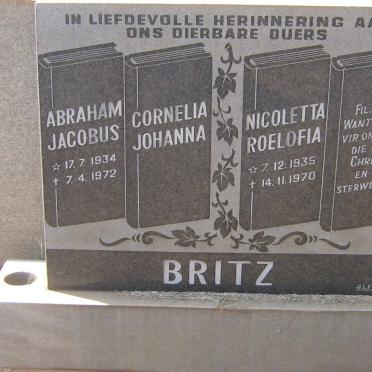 IN LIEFDEVOLLE HERINNERING AA
ONS DIERBARE OUERS
ABRAHAM
JACOBUS
☆ 17.7.1934
✝ 7.4.1972
CORNELIA
JOHANNA
NICOLETTA
ROELOFIA
☆ 7.12.1935
✝ 14.11.1970
FIL
WANT
VIR ON
DIE
CHRI
EN
STERWE
BRITZ